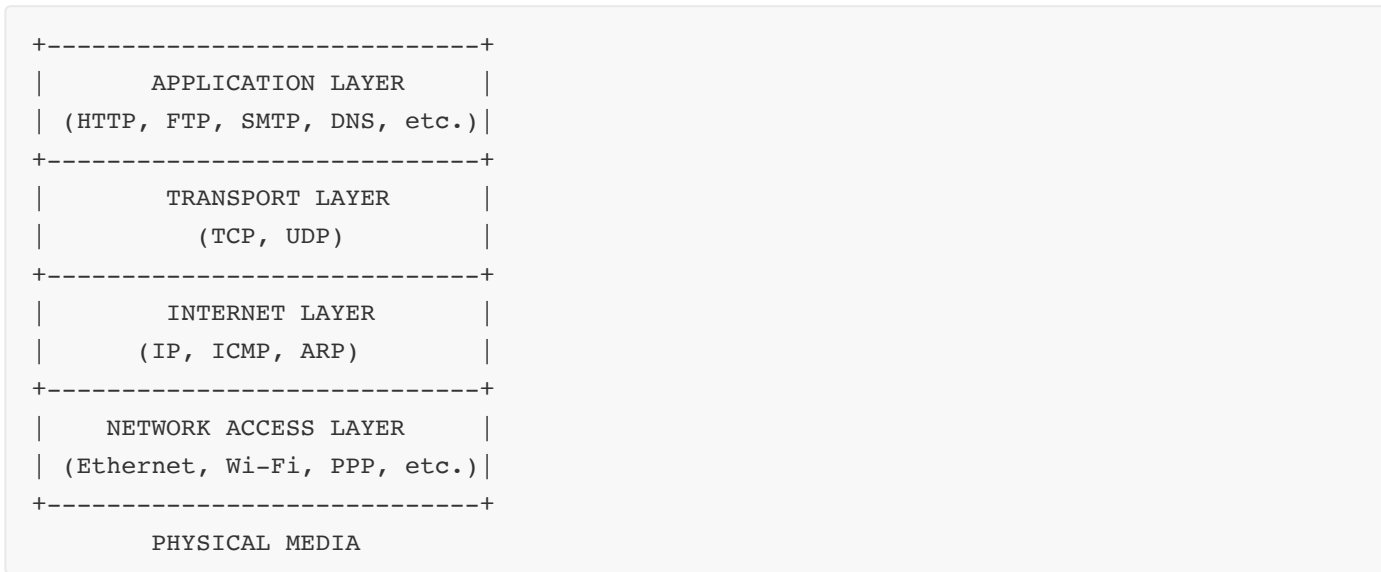 +-----------------------------+
|       APPLICATION LAYER     |
| (HTTP, FTP, SMTP, DNS, etc.)|
+-----------------------------+
|        TRANSPORT LAYER      |
|          (TCP, UDP)         |
+-----------------------------+
|        INTERNET LAYER       |
|      (IP, ICMP, ARP)        |
+-----------------------------+
|    NETWORK ACCESS LAYER     |
| (Ethernet, Wi-Fi, PPP, etc.)|
+-----------------------------+
        PHYSICAL MEDIA